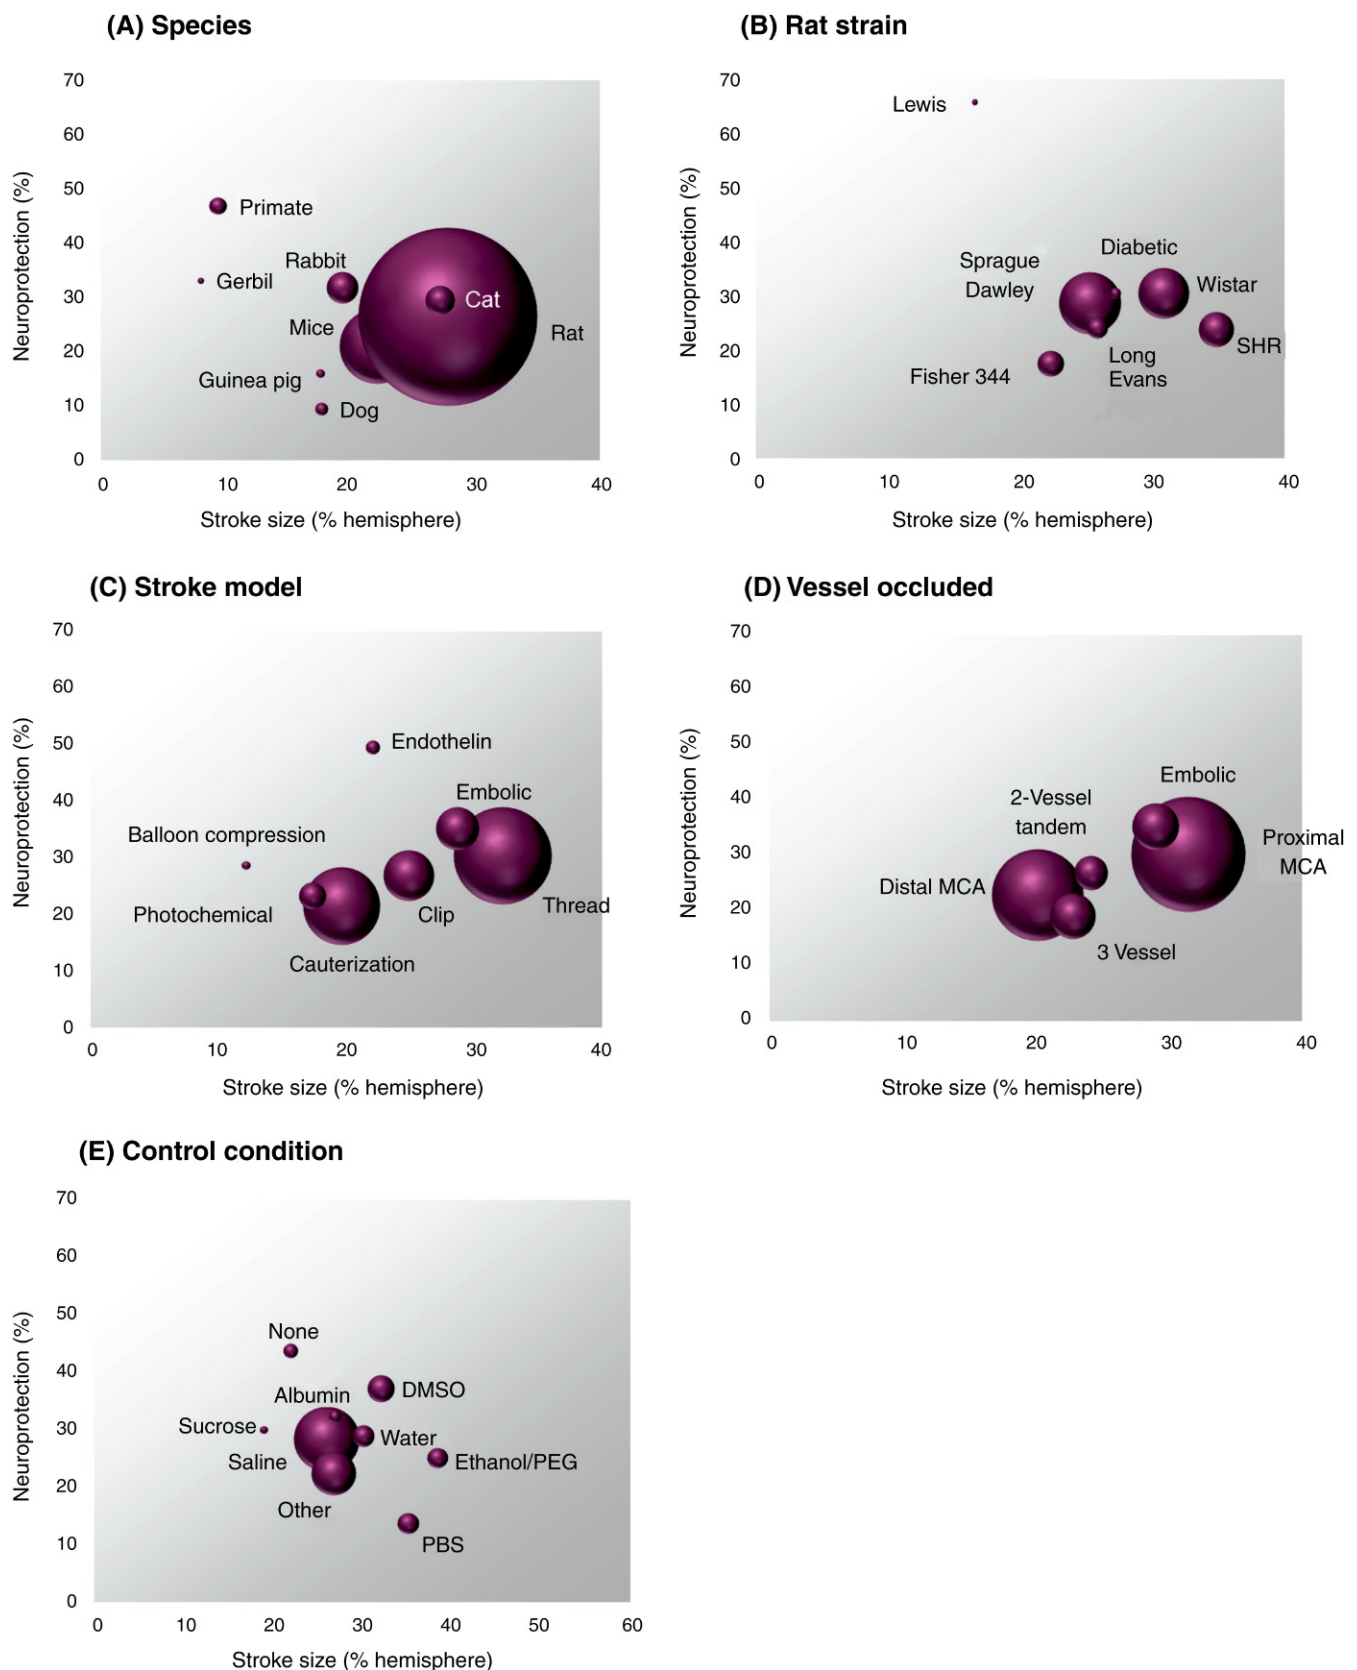 (A) Species
70
60
50
40
30
20
10
0
Neuroprotection (%)
Primate
Gerbil
Rabbit
Cat
Mice
Rat
Guinea pig
Dog
0 10 20 30 40
Stroke size (% hemisphere)
(B) Rat strain
70
60
50
40
30
20
10
0
Neuroprotection (%)
Lewis
Diabetic
Sprague
Dawley
Wistar
SHR
Long
Evans
Fisher 344
0 10 20 30 40
Stroke size (% hemisphere)
(C) Stroke model
70
60
50
40
30
20
10
0
Neuroprotection (%)
Endothelin
Embolic
Balloon compression
Photochemical
Clip
Thread
Cauterization
0 10 20 30 40
Stroke size (% hemisphere)
(D) Vessel occluded
70
60
50
40
30
20
10
0
Neuroprotection (%)
Embolic
2-Vessel
tandem
Proximal
MCA
Distal MCA
3 Vessel
0 10 20 30 40
Stroke size (% hemisphere)
(E) Control condition
70
60
50
40
30
20
10
0
Neuroprotection (%)
None
Albumin
DMSO
Sucrose
Water
Saline
Ethanol/PEG
Other
PBS
0 10 20 30 40 50 60
Stroke size (% hemisphere)